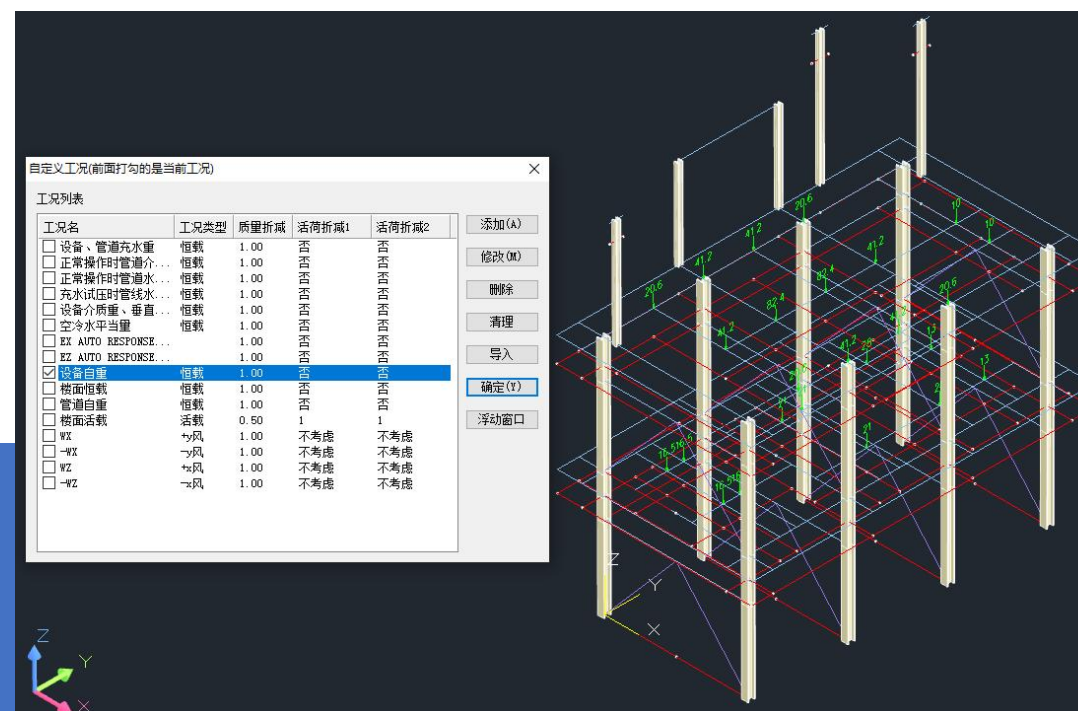 自定义工况(前面打勾的是当前工况)
工况列表
工况名 工况类型 质量折减 活荷折减1 活荷折减2
设备、管道充水重 恒载 1.00 否 否
正常操作时管道介... 恒载 1.00 否 否
正常操作时管道水... 恒载 1.00 否 否
充水试压时管线水... 恒载 1.00 否 否
设备介质重、垂直... 恒载 1.00 否 否
空冷水平当量 恒载 1.00 否 否
EX AUTO RESPONSE... 1.00 否 否
EZ AUTO RESPONSE... 1.00 否 否
设备自重 恒载 1.00 否 否
楼面恒载 恒载 1.00 否 否
管道自重 恒载 1.00 否 否
楼面活载 活载 0.50 1 1
WX +y风 1.00 不考虑 不考虑
-WX -y风 1.00 不考虑 不考虑
WZ +x风 1.00 不考虑 不考虑
-WZ -x风 1.00 不考虑 不考虑
添加(A)
修改(M)
删除
清理
导入
确定(Y)
浮动窗口
20.6
10
10
41.2
41.2
41.2
82.4
20.6
20.6
82.4
41.2
13
41.2
13
21
Z
Y
X
Z
Y
X